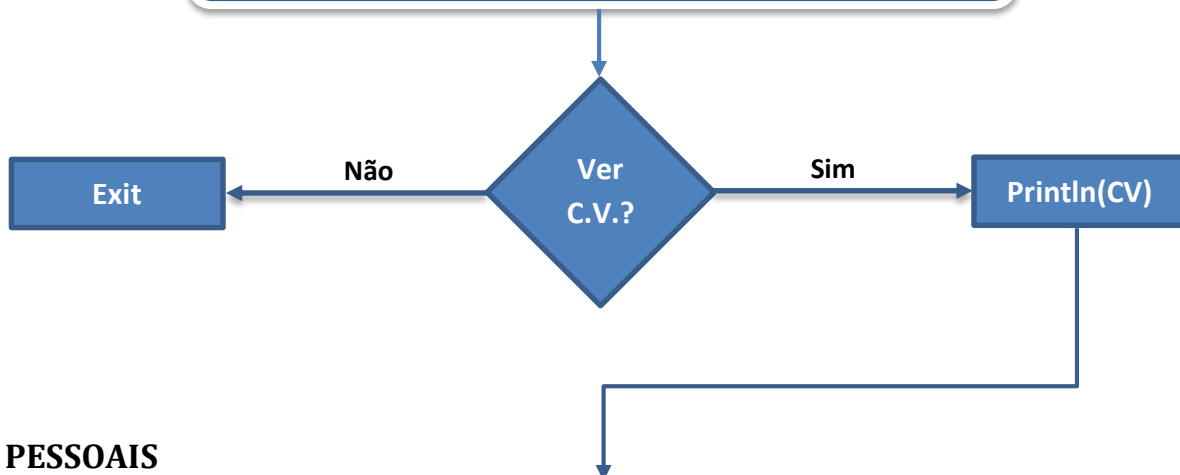 Não
Sim
Exit
Ver
C.V.?
Println(CV)
PESSOAIS